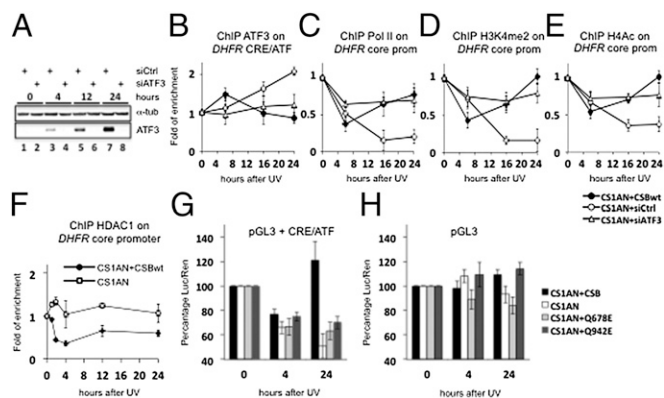 A
+ + + + siCtrl
+ + + + siATF3
0 4 12 24 hours
α-tub
ATF3
1 2 3 4 5 6 7 8
B
ChIP ATF3 on
DHFR CRE/ATF
Fold of enrichment
2
1
0
0 4 8 12 16 20 24
hours after UV
C
ChIP Pol II on
DHFR core prom
1
0.5
0
0 4 8 12 16 20 24
hours after UV
D
ChIP H3K4me2 on
DHFR core prom
1
0.5
0
0 4 8 12 16 20 24
hours after UV
E
ChIP H4Ac on
DHFR core prom
1
0.5
0
0 4 8 12 16 20 24
hours after UV
CS1AN+CSBwt
CS1AN+siCtrl
CS1AN+siATF3
F
ChIP HDAC1 on
DHFR core promoter
CS1AN+CSBwt
CS1AN
Fold of enrichment
2
1
0
0 4 8 12 16 20 24
hours after UV
G
pGL3 + CRE/ATF
Percentage Luc/Ren
140
120
100
80
60
40
0 4 24
hours after UV
H
pGL3
Percentage Luc/Ren
140
120
100
80
60
40
0 4 24
hours after UV
CS1AN+CSB
CS1AN
CS1AN+Q678E
CS1AN+Q942E